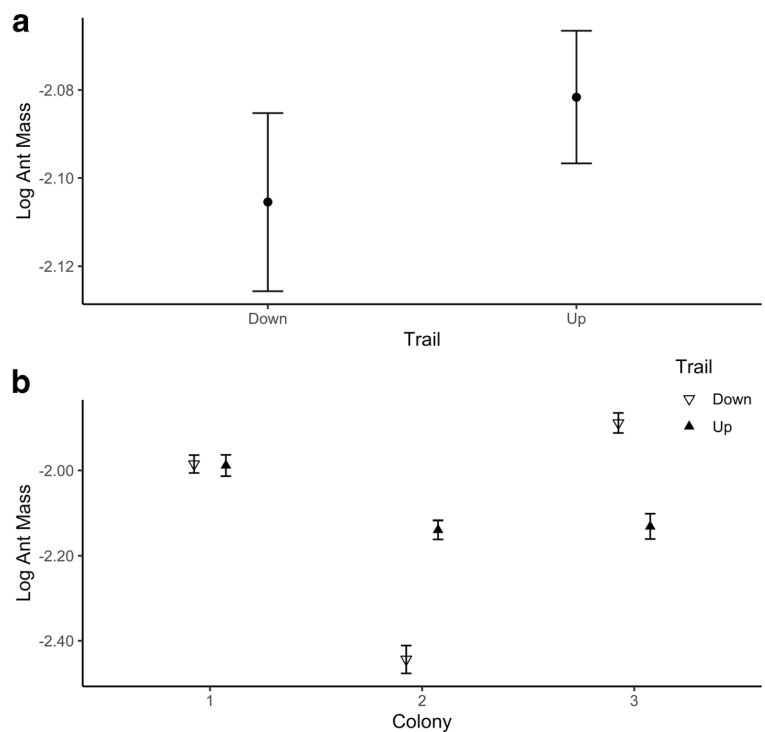 a
Log Ant Mass
-2.08
-2.10
-2.12
Down Up
Trail
b
Trail
Down
Up
Log Ant Mass
-2.00
-2.20
-2.40
1 2 3
Colony